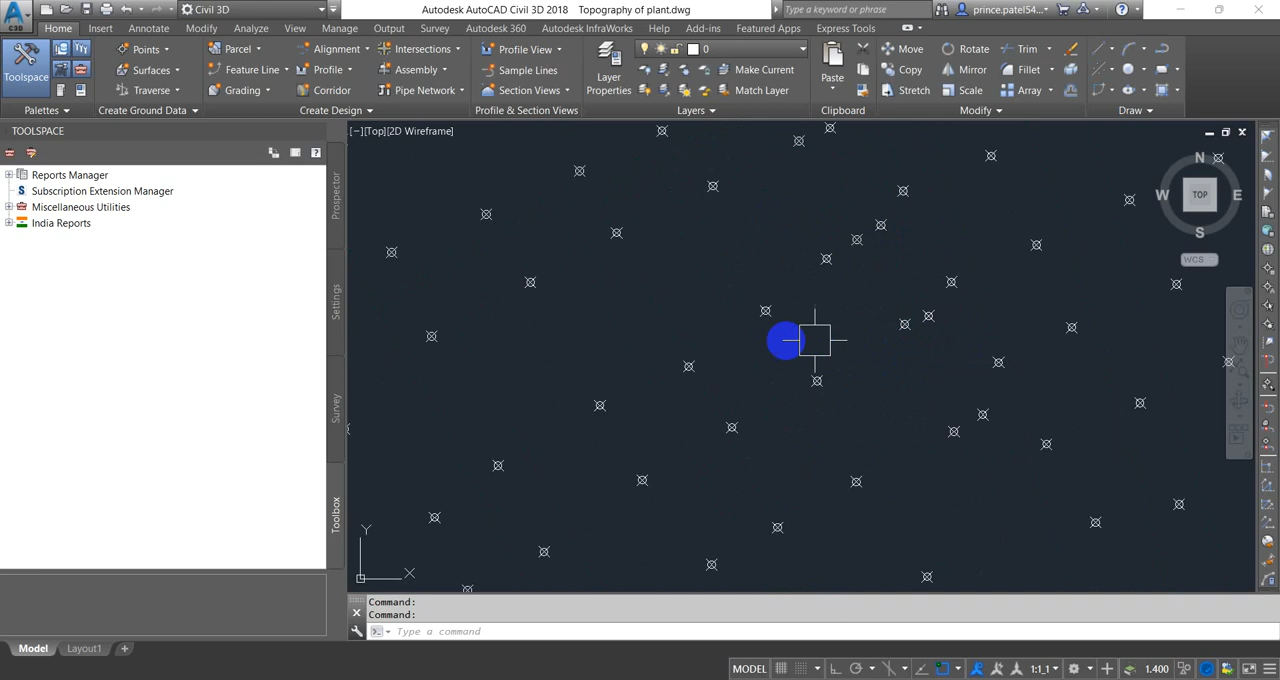 Civil 3D
Autodesk AutoCAD Civil 3D 2018 Topography of plant.dwg
Type a keyword or phrase
prince.patel54...
C3D
Home Insert Annotate Modify Analyze View Manage Output Survey Autodesk 360 Autodesk InfraWorks Help Add-ins Featured Apps Express Tools
Toolspace
Palettes
Points
Surfaces
Traverse
Create Ground Data
Parcel
Feature Line
Grading
Alignment
Profile
Corridor
Intersections
Assembly
Pipe Network
Create Design
Profile View
Sample Lines
Section Views
Profile & Section Views
Layer
Properties
0
Make Current
Match Layer
Layers
Paste
Clipboard
Move
Copy
Stretch
Rotate
Mirror
Scale
Trim
Fillet
Array
Modify
Draw
TOOLSPACE
Reports Manager
Subscription Extension Manager
Miscellaneous Utilities
India Reports
Prospector
Settings
Survey
Toolbox
[−][Top][2D Wireframe]
N
W
TOP
E
S
WCS
Y
X
Command:
Command:
Type a command
Model
Layout1
MODEL
1:1
1.400